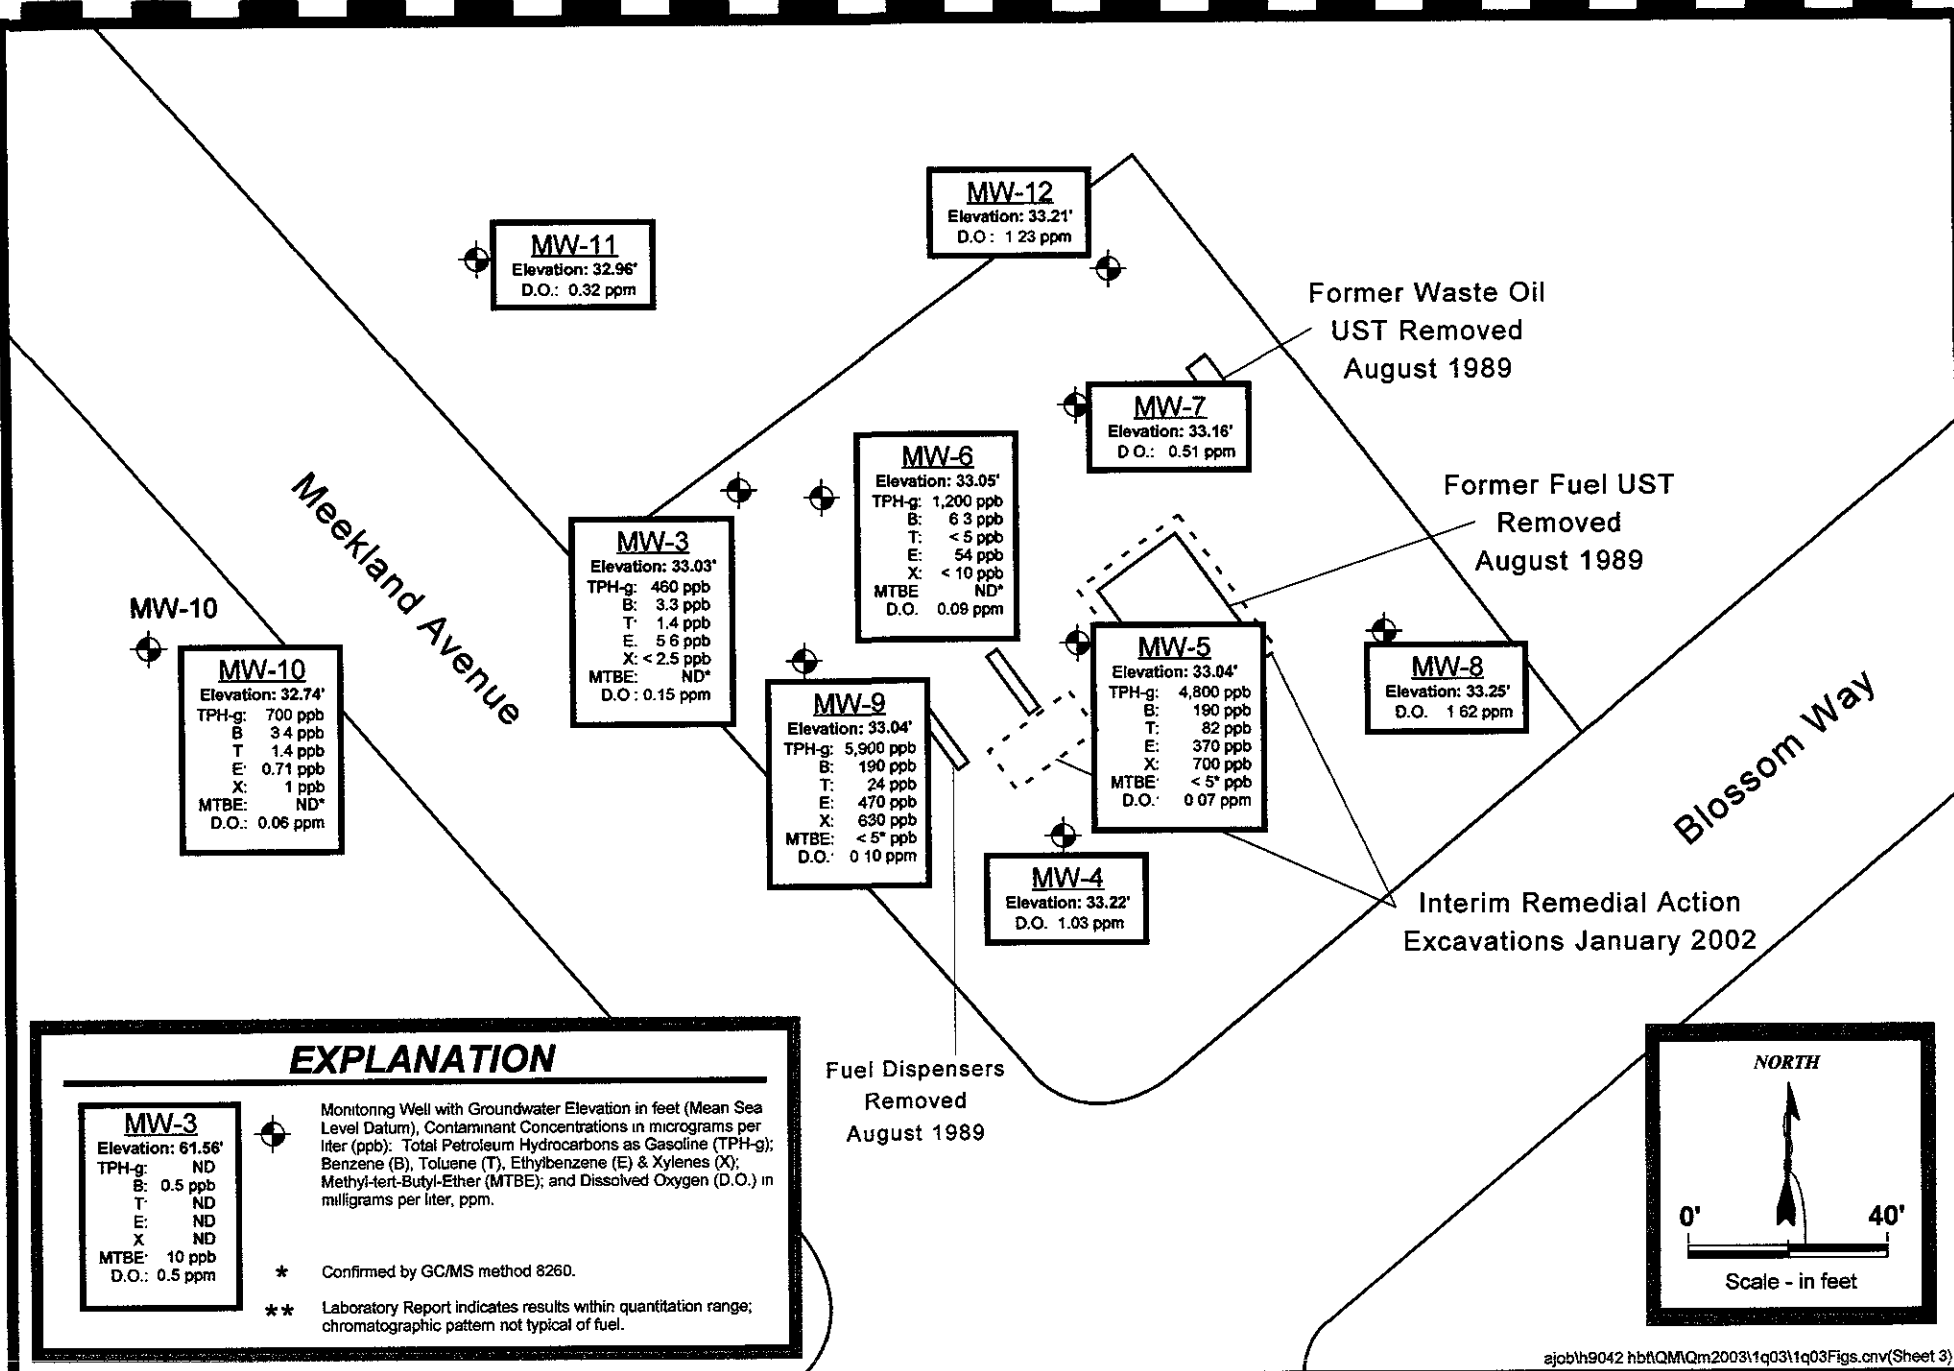 MW-12
Elevation: 33.21'
D.O : 1 23 ppm
MW-11
Elevation: 32.96'
D.O.: 0.32 ppm
Former Waste Oil
UST Removed
August 1989
MW-7
Elevation: 33.16'
D O.: 0.51 ppm
MW-6
Elevation: 33.05'
TPH-g: 1,200 ppb
B: 6 3 ppb
T: < 5 ppb
E: 54 ppb
X: < 10 ppb
MTBE ND*
D.O. 0.09 ppm
Former Fuel UST
Removed
August 1989
Meekland Avenue
MW-3
Elevation: 33.03'
TPH-g: 460 ppb
B: 3.3 ppb
T· 1.4 ppb
E. 5 6 ppb
X: < 2.5 ppb
MTBE: ND*
D.O : 0.15 ppm
MW-10
MW-10
Elevation: 32.74'
TPH-g: 700 ppb
B 3 4 ppb
T 1.4 ppb
E· 0.71 ppb
X: 1 ppb
MTBE: ND*
D.O.: 0.06 ppm
MW-9
Elevation: 33.04'
TPH-g: 5,900 ppb
B: 190 ppb
T: 24 ppb
E: 470 ppb
X: 630 ppb
MTBE: < 5* ppb
D.O.· 0 10 ppm
MW-5
Elevation: 33.04'
TPH-g: 4,800 ppb
B: 190 ppb
T: 82 ppb
E: 370 ppb
X: 700 ppb
MTBE· < 5* ppb
D.O.· 0 07 ppm
MW-8
Elevation: 33.25'
D.O. 1 62 ppm
Blossom Way
MW-4
Elevation: 33.22'
D.O. 1.03 ppm
Interim Remedial Action
Excavations January 2002
Fuel Dispensers
Removed
August 1989
EXPLANATION
MW-3
Elevation: 61.56'
TPH-g: ND
B: 0.5 ppb
T· ND
E: ND
X ND
MTBE· 10 ppb
D.O.: 0.5 ppm
Monitoring Well with Groundwater Elevation in feet (Mean Sea
Level Datum), Contaminant Concentrations in micrograms per
liter (ppb): Total Petroleum Hydrocarbons as Gasoline (TPH-g);
Benzene (B), Toluene (T), Ethylbenzene (E) & Xylenes (X);
Methyl-tert-Butyl-Ether (MTBE); and Dissolved Oxygen (D.O.) in
milligrams per liter, ppm.
* Confirmed by GC/MS method 8260.
** Laboratory Report indicates results within quantitation range;
chromatographic pattern not typical of fuel.
NORTH
0' 40'
Scale - in feet
ajob\h9042 hbt\QM\Qm2003\1q03\1q03Figs.cnv(Sheet 3)